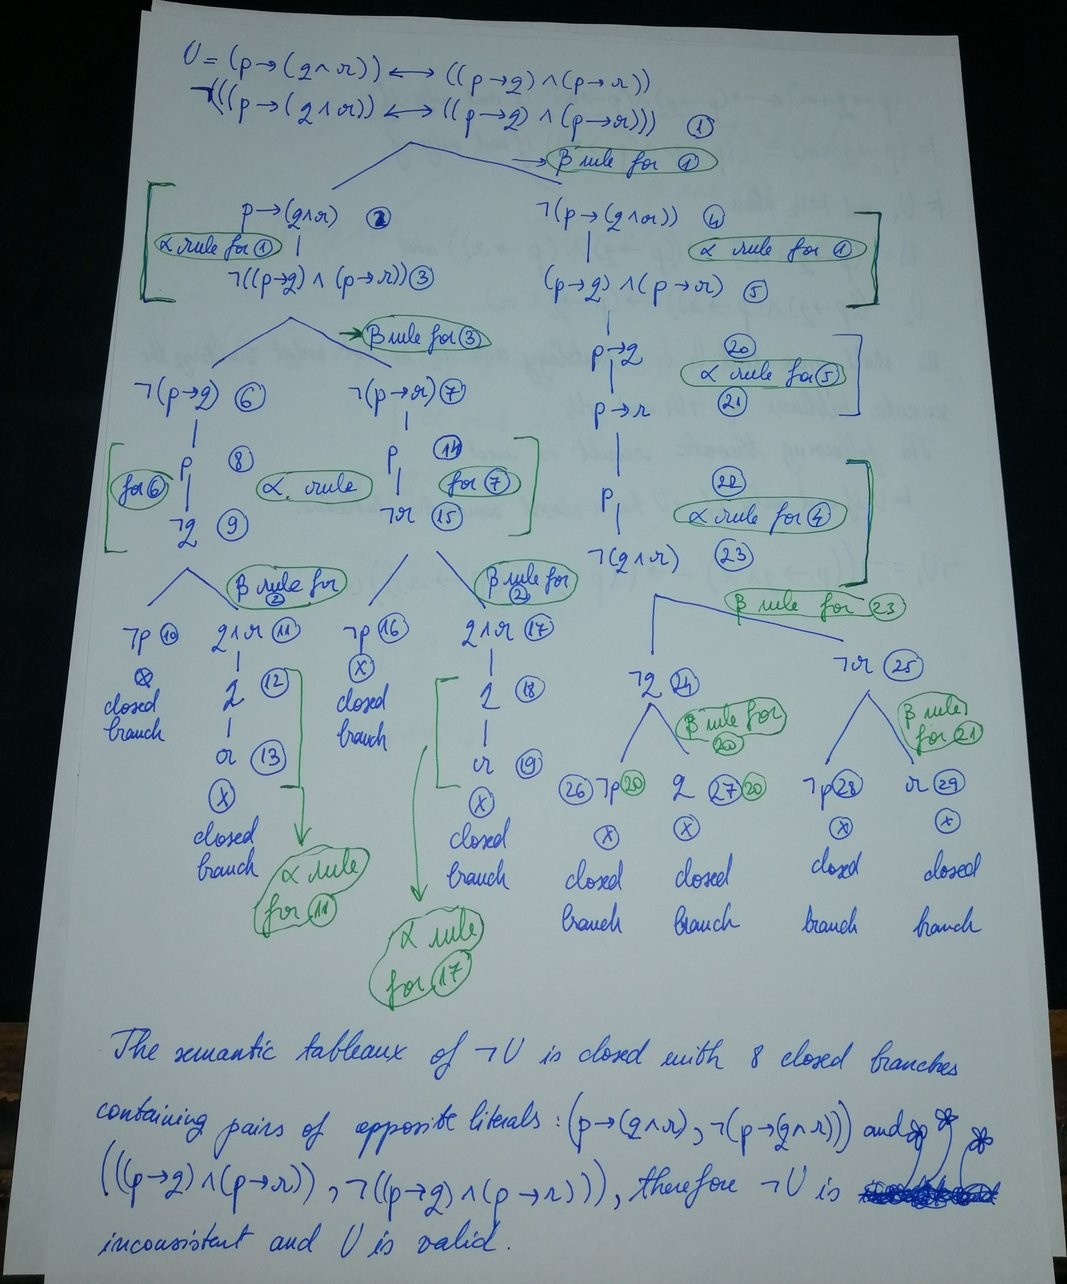 U = (p→(q∧r)) ↔ ((p→q)∧(p→r))
¬(((p→(q∧r)) ↔ ((p→q)∧(p→r))) ①
→ β rule for ①
p→(q∧r) ② ¬(p→(q∧r)) ④
α rule for ① α rule for ①
¬((p→q)∧(p→r)) ③ (p→q)∧(p→r) ⑤
→ β rule for ③
p→q ⑳
α rule for ⑤
¬(p→q) ⑥ ¬(p→r) ⑦ p→r ㉑
p ⑧ p ⑭
for ⑥ α rule for ⑦ p ㉒
¬q ⑨ ¬r ⑮ α rule for ④
¬(q∧r) ㉓
β rule for ② β rule for ② β rule for ㉓
¬p ⑩ q∧r ⑪ ¬p ⑯ q∧r ⑰
¬q ㉔ ¬r ㉕
ⓧ closed branch q ⑫ ⓧ closed branch q ⑱
β rule for ⑳ β rule for ㉑
r ⑬ r ⑲
㉖ ¬p ⑳ q ㉗ ⑳ ¬p ㉘ r ㉙
ⓧ ⓧ ⓧ ⓧ ⓧ ⓧ
closed closed closed closed closed closed
branch branch branch branch branch branch
α rule for ⑪
α rule for ⑰
The semantic tableaux of ¬U is closed with 8 closed branches
containing pairs of opposite literals : (p→(q∧r), ¬(p→(q∧r))) and
(((p→q)∧(p→r)), ¬((p→q)∧(p→r))), therefore ¬U is
inconsistent and U is valid.